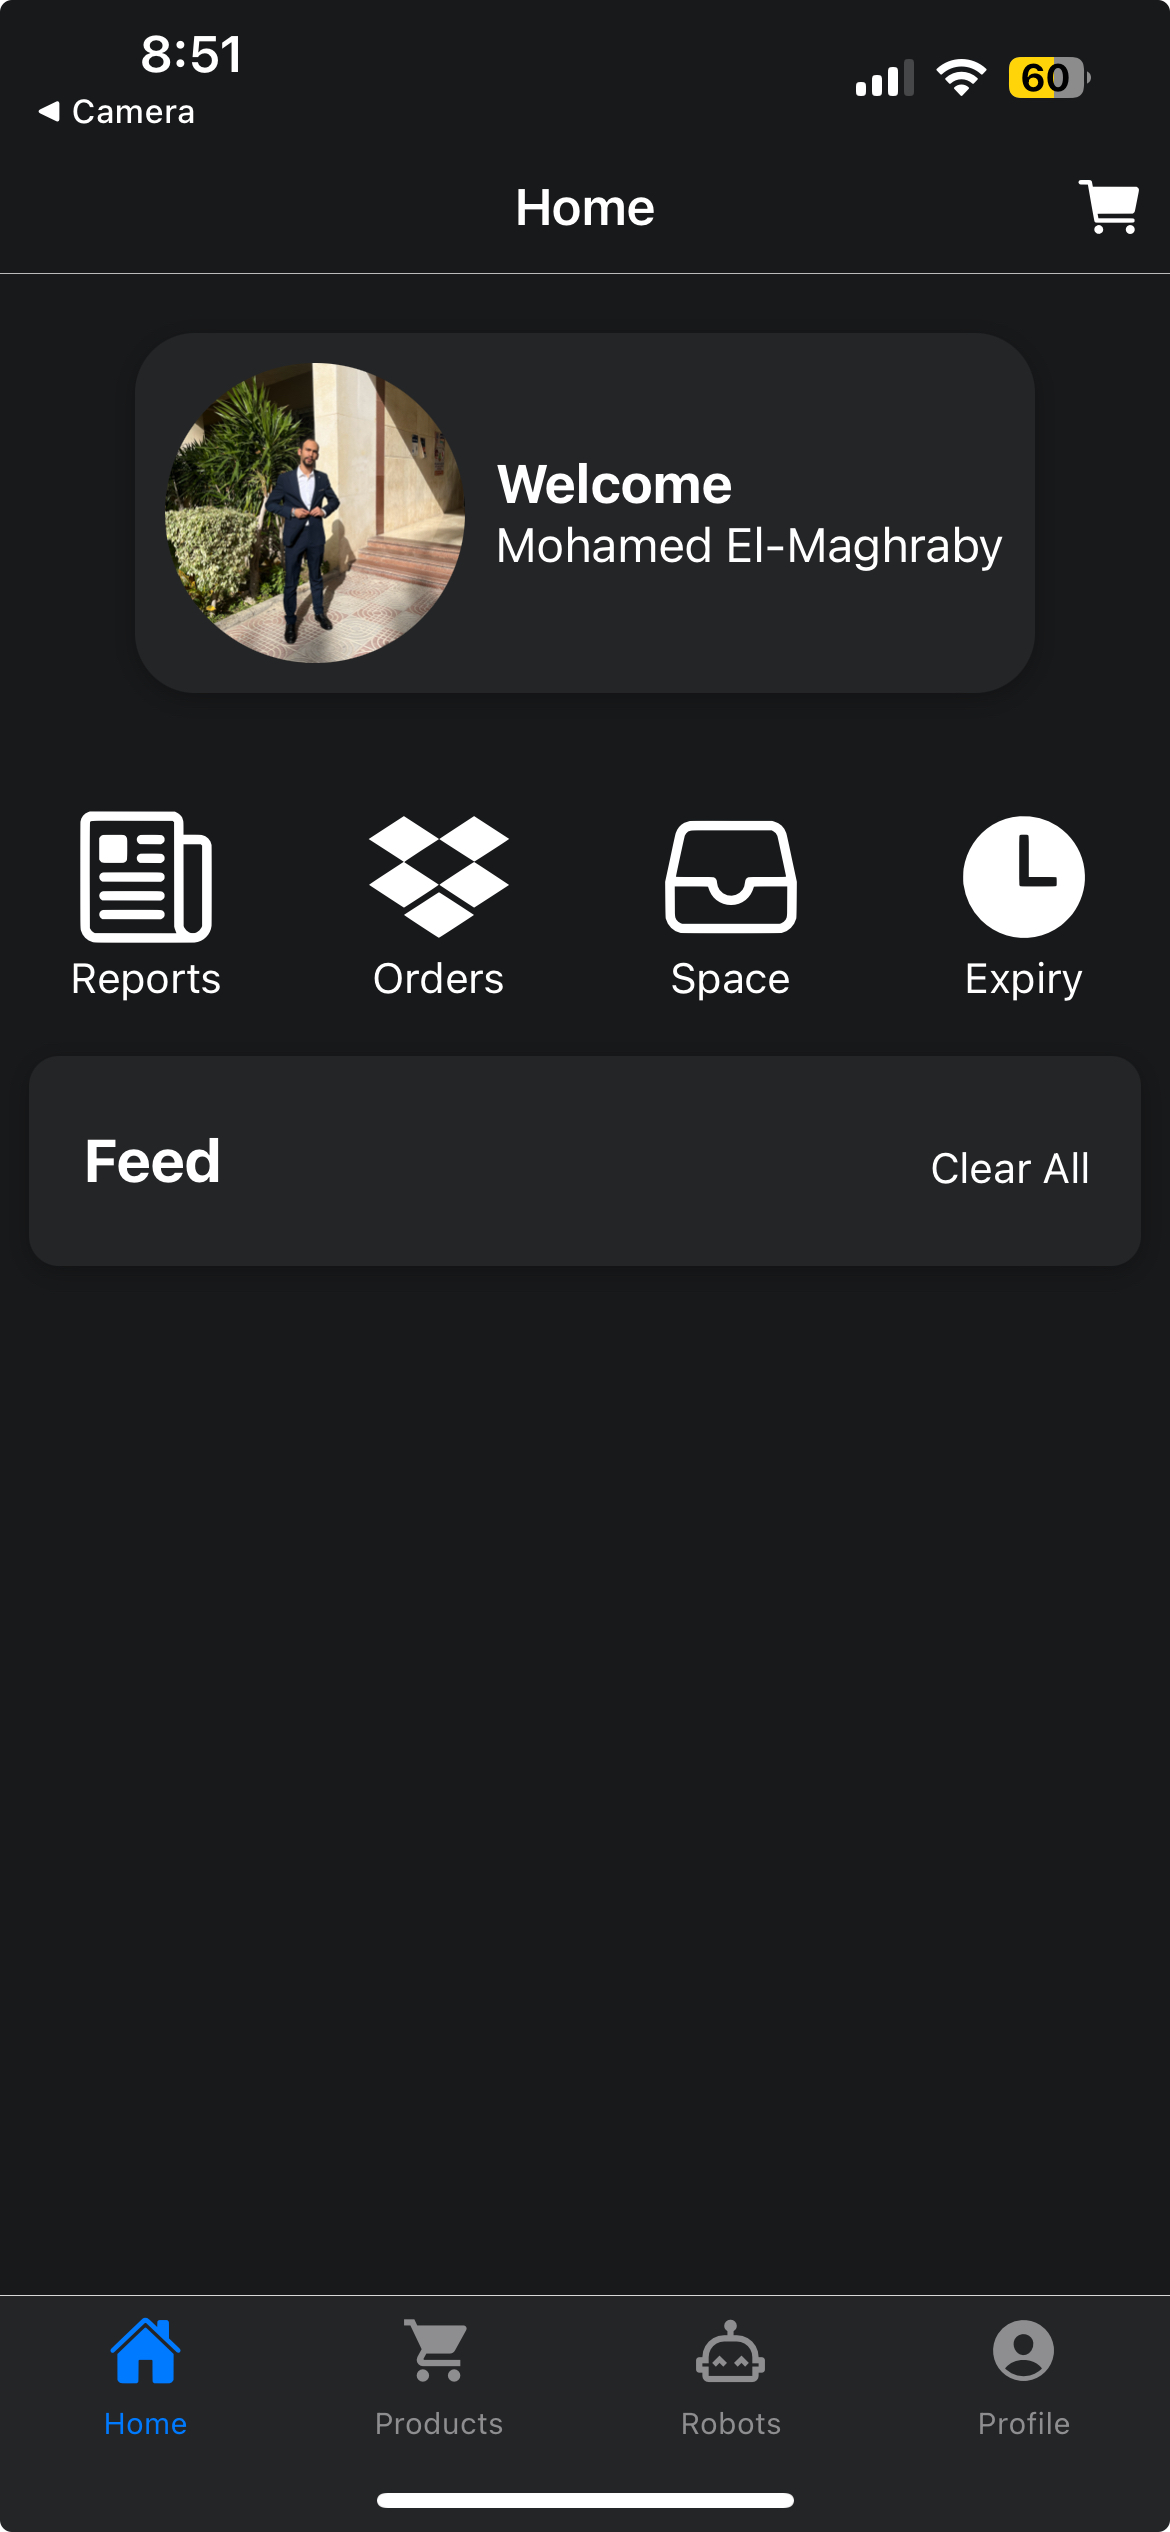 8:51
Camera
60
Home
Welcome
Mohamed El-Maghraby
Reports
Orders
Space
Expiry
Feed
Clear All
Home
Products
Robots
Profile